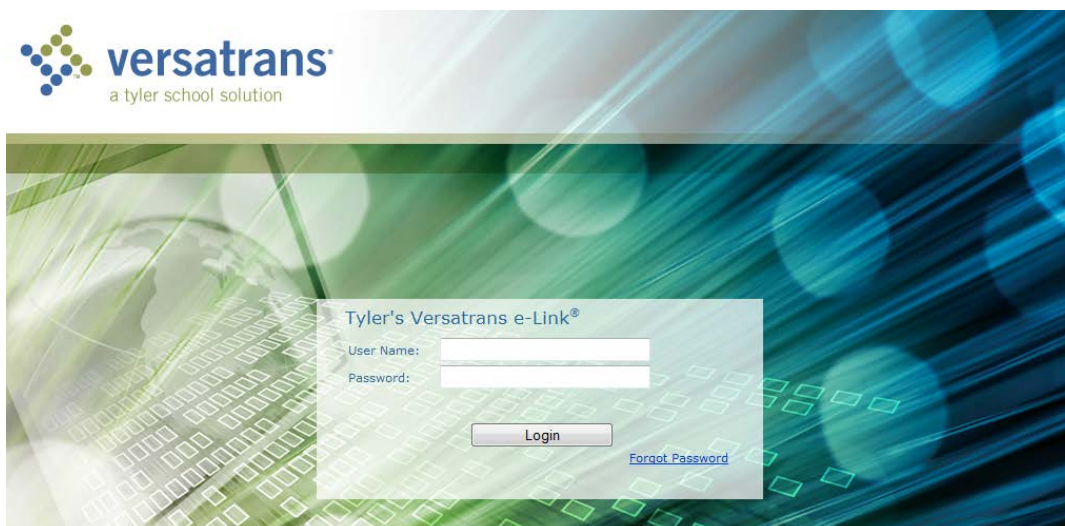 versatrans®
a tyler school solution
Tyler's Versatrans e-Link®
User Name:
Password:
Login
Forgot Password